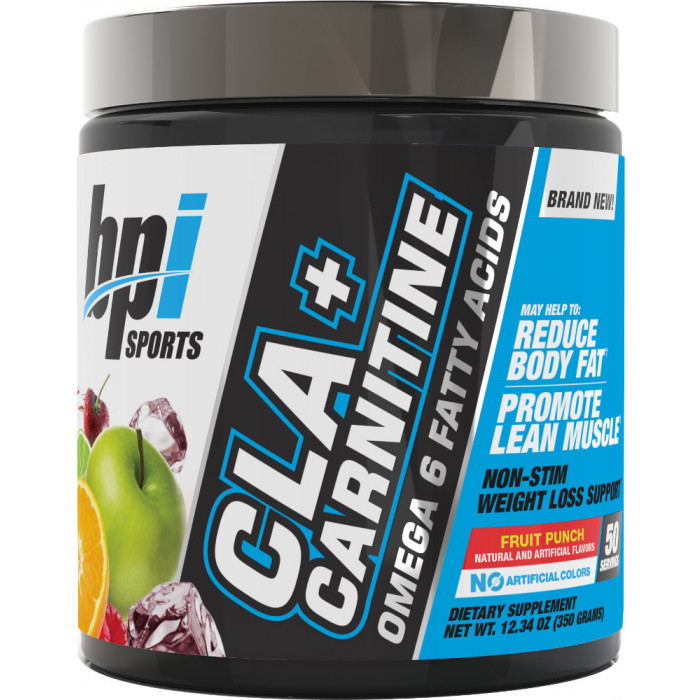 bpi
SPORTS
CLA+
CARNITINE
OMEGA 6 FATTY ACIDS
BRAND NEW!
MAY HELP TO:
REDUCE
BODY FAT†
PROMOTE
LEAN MUSCLE
NON-STIM
WEIGHT LOSS SUPPORT
FRUIT PUNCH
NATURAL AND ARTIFICIAL FLAVORS
NO ARTIFICIAL COLORS
50
DIETARY SUPPLEMENT
NET WT. 12.34 OZ (350 GRAMS)